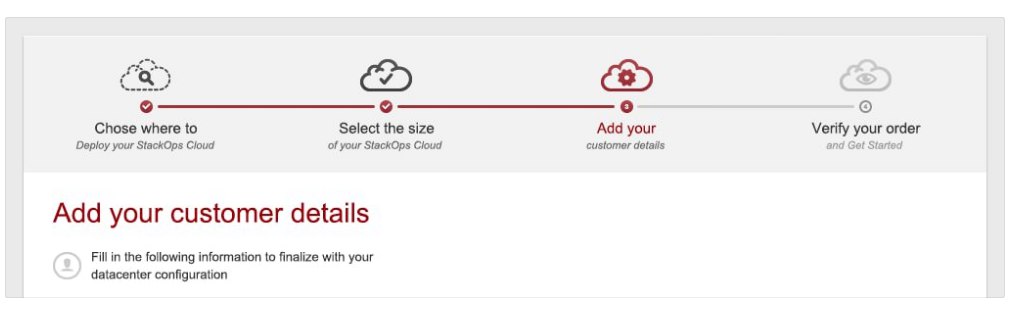 3
4
Chose where to
Deploy your StackOps Cloud
Select the size
of your StackOps Cloud
Add your
customer details
Verify your order
and Get Started
Add your customer details
Fill in the following information to finalize with your
datacenter configuration